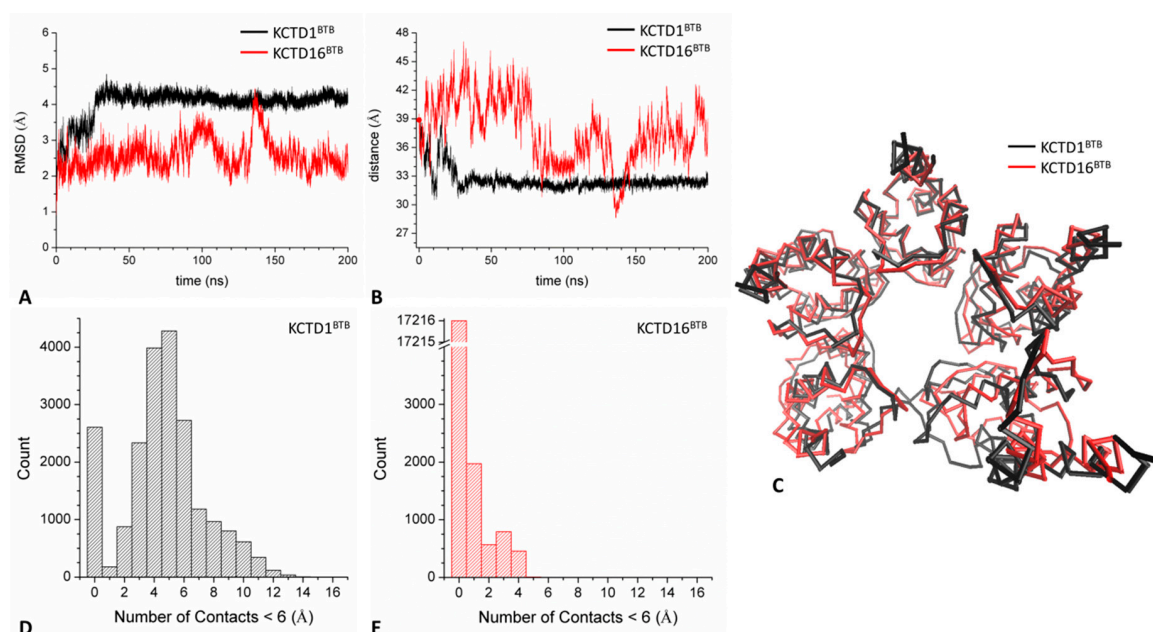 6
5
4
3
2
1
0
RMSD (Å)
KCTD1BTB
KCTD16BTB
0 50 100 150 200
time (ns)
A
48
45
42
39
36
33
30
27
distance (Å)
KCTD1BTB
KCTD16BTB
0 50 100 150 200
time (ns)
B
KCTD1BTB
KCTD16BTB
C
4000
3000
2000
1000
0
Count
KCTD1BTB
0 2 4 6 8 10 12 14 16
Number of Contacts < 6 (Å)
D
17216
17215
4000
3000
2000
1000
0
Count
KCTD16BTB
0 2 4 6 8 10 12 14 16
Number of Contacts < 6 (Å)